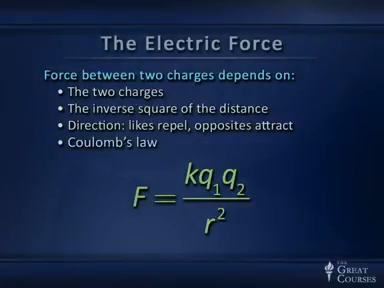 The Electric Force
Force between two charges depends on:
• The two charges
• The inverse square of the distance
• Direction: likes repel, opposites attract
• Coulomb's law
F = kq₁q₂ / r²
THE
GREAT
COURSES